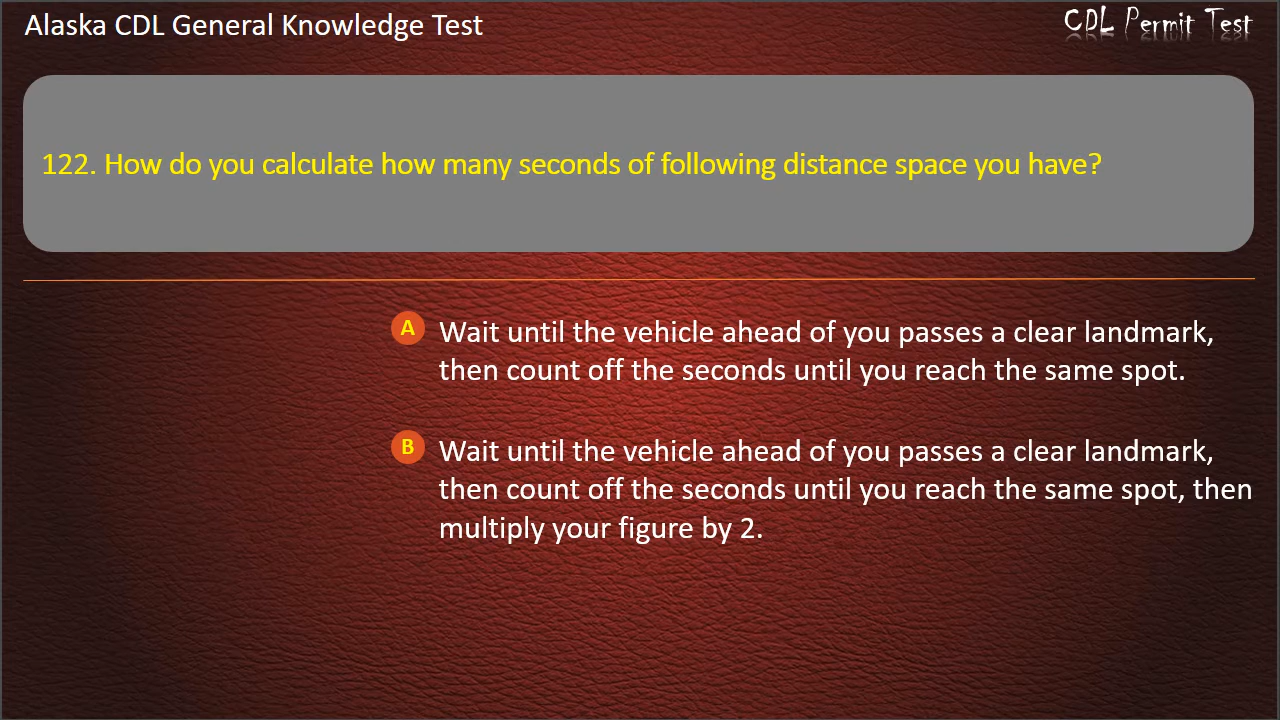 Alaska CDL General Knowledge Test
CDL Permit Test
122. How do you calculate how many seconds of following distance space you have?
A Wait until the vehicle ahead of you passes a clear landmark,
then count off the seconds until you reach the same spot.
B Wait until the vehicle ahead of you passes a clear landmark,
then count off the seconds until you reach the same spot, then
multiply your figure by 2.